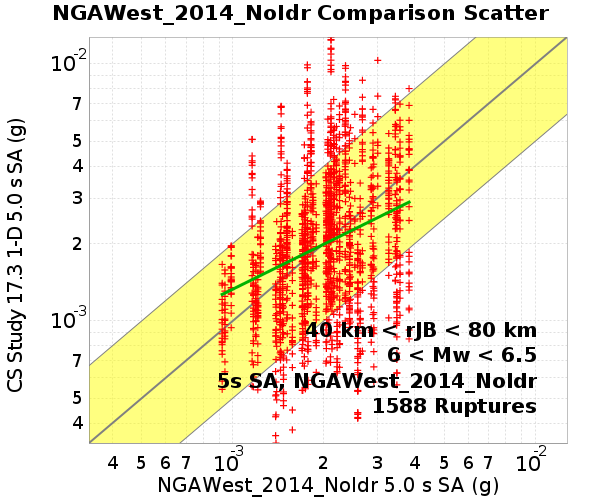 NGAWest_2014_NoIdr Comparison Scatter
CS Study 17.3 1-D 5.0 s SA (g)
10-2
7
5
4
3
2
10-3
7
5
4
40 km < rJB < 80 km
6 < Mw < 6.5
5s SA, NGAWest_2014_NoIdr
1588 Ruptures
4 5 6 7 10-3 2 3 4 5 6 7 10-2
NGAWest_2014_NoIdr 5.0 s SA (g)